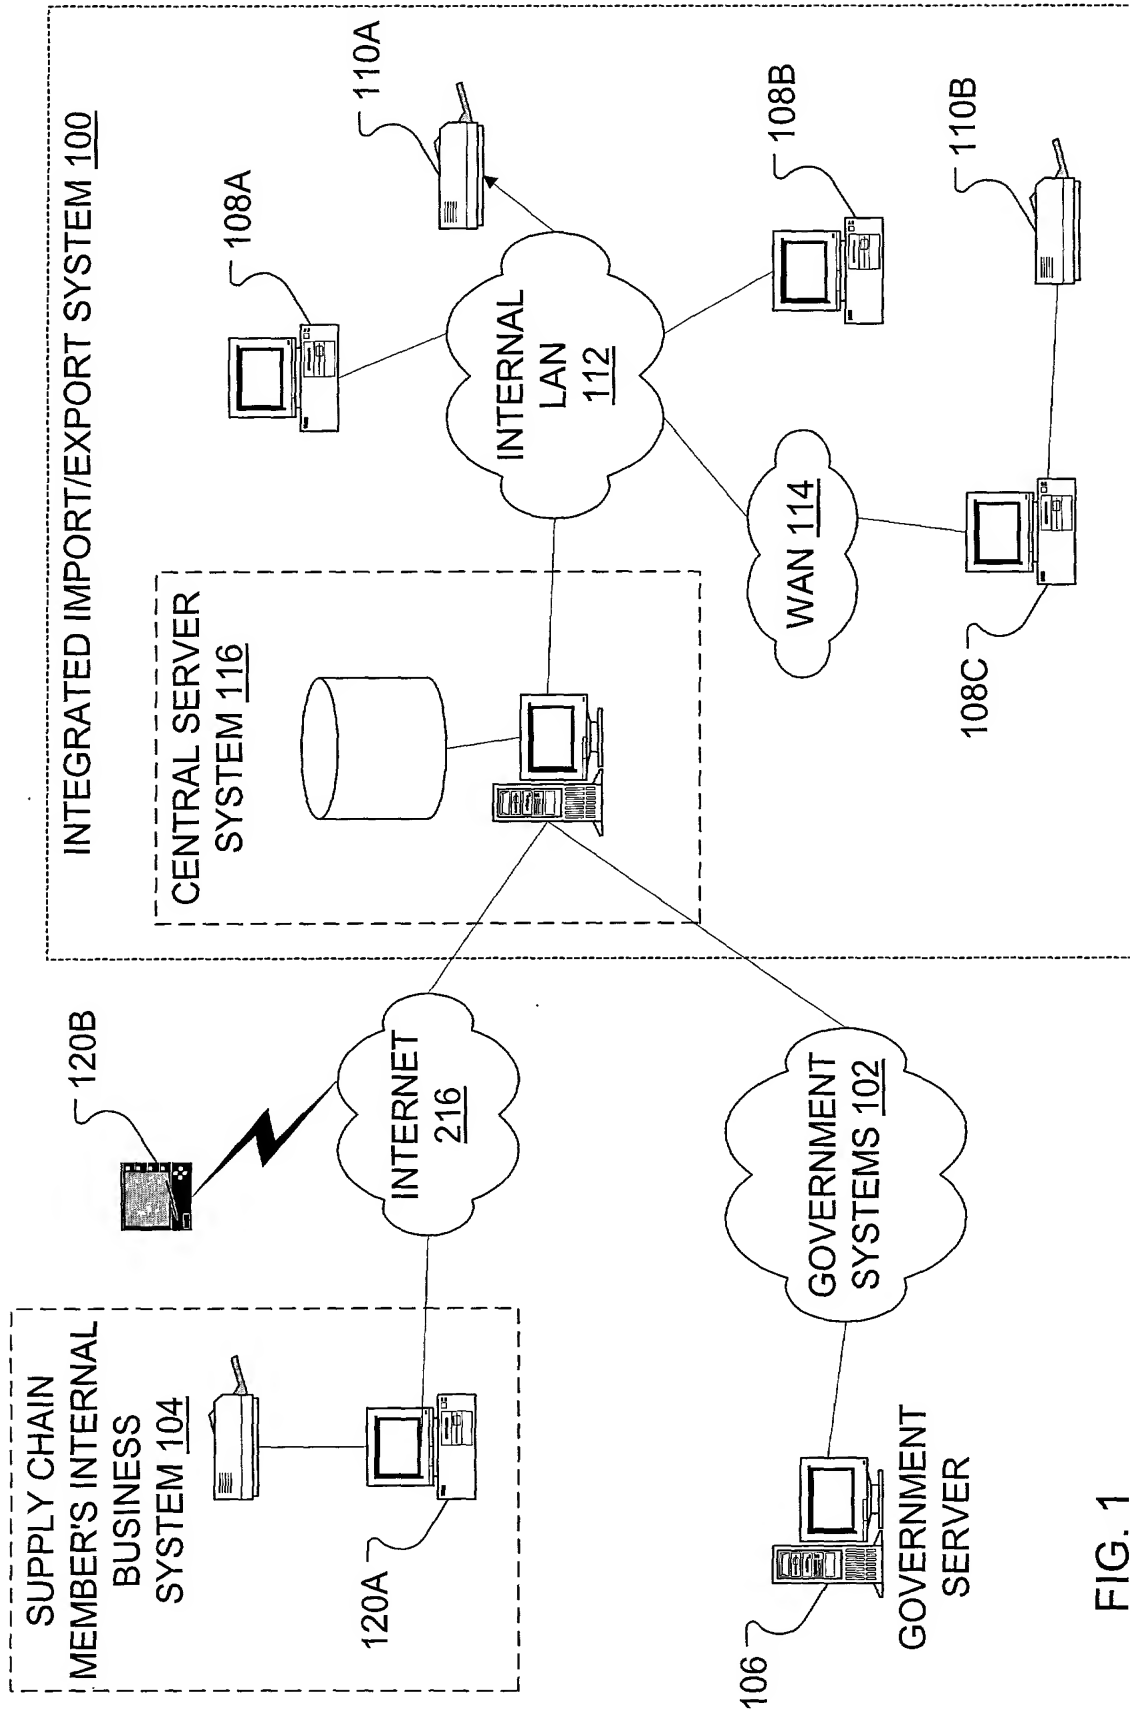 INTEGRATED IMPORT/EXPORT SYSTEM 100
SUPPLY CHAIN
MEMBER'S INTERNAL
BUSINESS
SYSTEM 104
120A
120B
INTERNET
216
CENTRAL SERVER
SYSTEM 116
108A
110A
INTERNAL
LAN
112
108B
WAN 114
108C
110B
GOVERNMENT
SYSTEMS 102
106
GOVERNMENT
SERVER
FIG. 1